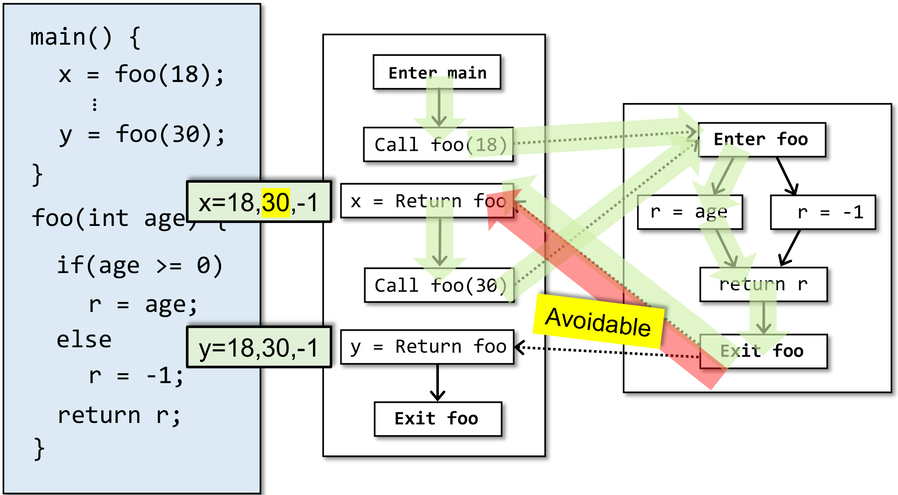 main() {
x = foo(18);
⋮
y = foo(30);
}
x=18,30,-1
foo(int age) {
if(age >= 0)
r = age;
else
y=18,30,-1
r = -1;
return r;
}
Enter main
Call foo(18)
x = Return foo
Call foo(30)
y = Return foo
Exit foo
Avoidable
Enter foo
r = age
r = -1
return r
Exit foo